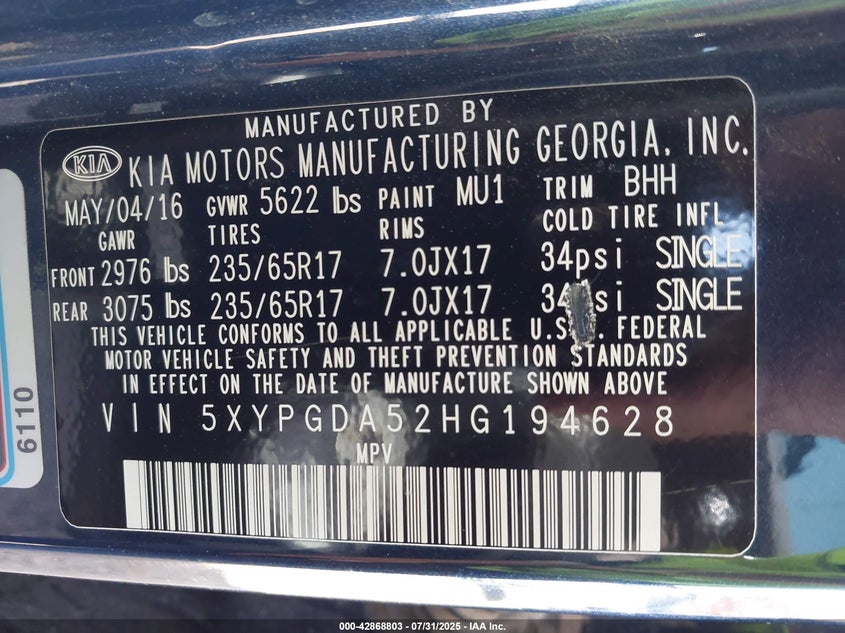 MANUFACTURED BY
KIA KIA MOTORS MANUFACTURING GEORGIA, INC.
MAY/04/16 GVWR 5622 lbs PAINT MU1 TRIM BHH
GAWR TIRES RIMS COLD TIRE INFL
FRONT 2976 lbs 235/65R17 7.0JX17 34psi SINGLE
REAR 3075 lbs 235/65R17 7.0JX17 SINGLE
THIS VEHICLE CONFORMS TO ALL APPLICABLE U.S. FEDERAL
MOTOR VEHICLE SAFETY AND THEFT PREVENTION STANDARDS
IN EFFECT ON THE DATE OF MANUFACTURE SHOWN ABOVE.
VIN 5XYPGDA52HG194628
MPV
6110
000-42868803 - 07/31/2025 - IAA Inc.